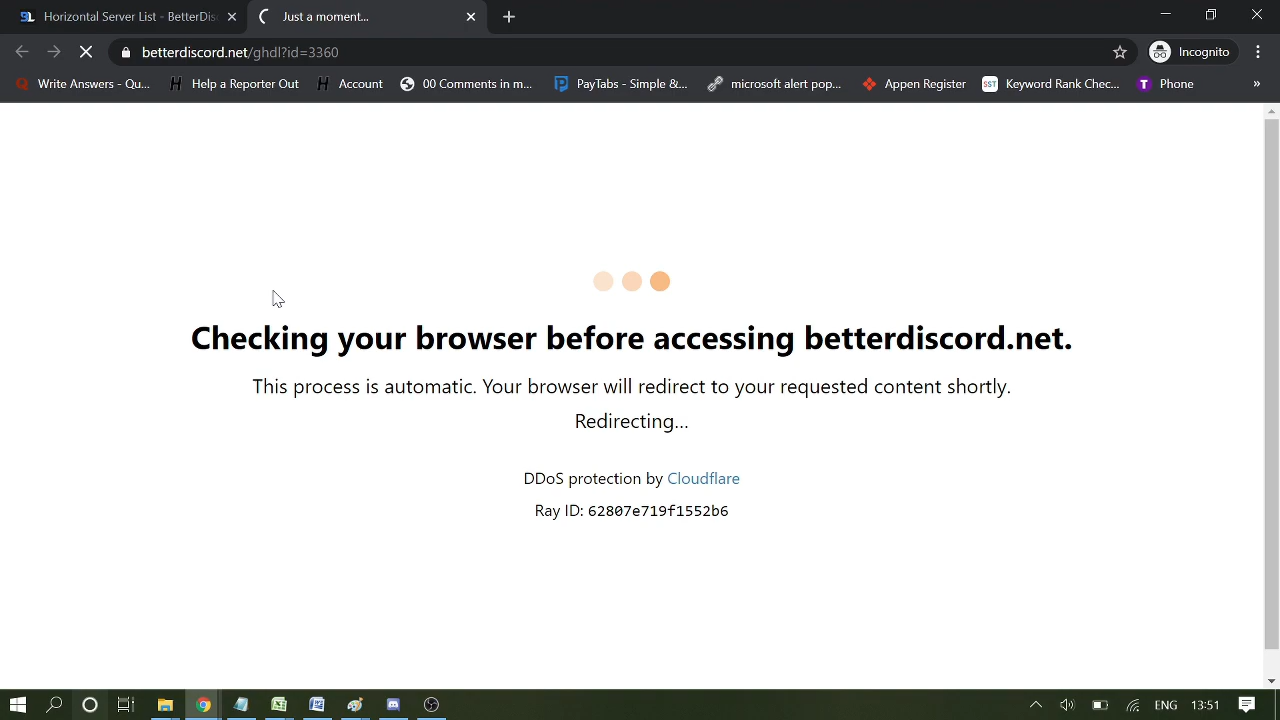 Horizontal Server List - BetterDis
Just a moment...
betterdiscord.net/ghdl?id=3360
Incognito
Write Answers - Qu...
Help a Reporter Out
Account
00 Comments in m...
PayTabs - Simple &...
microsoft alert pop...
Appen Register
SST
Keyword Rank Chec...
T
Phone
»
Checking your browser before accessing betterdiscord.net.
This process is automatic. Your browser will redirect to your requested content shortly.
Redirecting...
DDoS protection by Cloudflare
Ray ID: 62807e719f1552b6
ENG
13:51